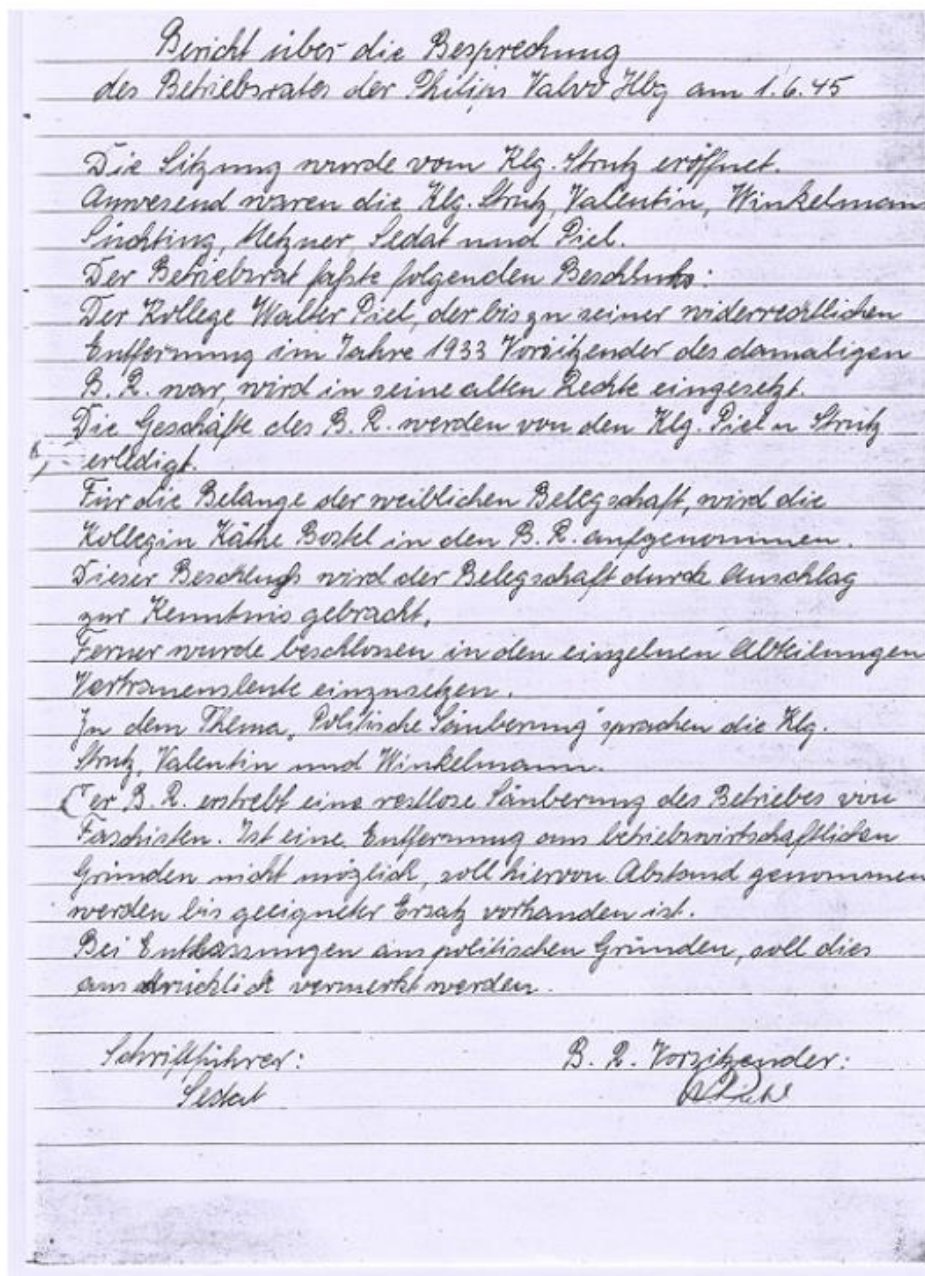 Bericht über die Besprechung
des Betriebsrates der Philips Valvo Hbg am 1.6.45
Die Sitzung wurde vom Klg. Strutz eröffnet.
Anwesend waren die Klg. Strutz, Valentin, Winkelman
Süchting, Metzner, Sedat und Piel.
Der Betriebsrat faßte folgenden Beschluß:
Der Kollege Walter Piel, der bis zu seiner widerrechtlichen
Entfernung im Jahre 1933 Vorsitzender des damaligen
B. R. war, wird in seine alten Rechte eingesetzt.
Die Geschäfte des B. R. werden von den Klg. Piel u Strutz
erledigt.
Für die Belange der weiblichen Belegschaft, wird die
Kollegin Käthe Bostel in den B. R. aufgenommen.
Dieser Beschluß wird der Belegschaft durch Anschlag
zur Kenntnis gebracht.
Ferner wurde beschlossen in den einzelnen Abteilungen
Vertrauensleute einzusetzen.
Zu dem Thema „Politische Säuberung" sprachen die Klg.
Strutz, Valentin und Winkelmann.
Der B. R. erstrebt eine restlose Säuberung des Betriebes von
Faschisten. Ist eine Entfernung aus betriebswirtschaftlichen
Gründen nicht möglich, soll hiervon Abstand genommen
werden bis geeigneter Ersatz vorhanden ist.
Bei Entlassungen aus politischen Gründen, soll dies
ausdrücklich vermerkt werden.
Schriftführer: B. R. Vorsitzender:
Sedat